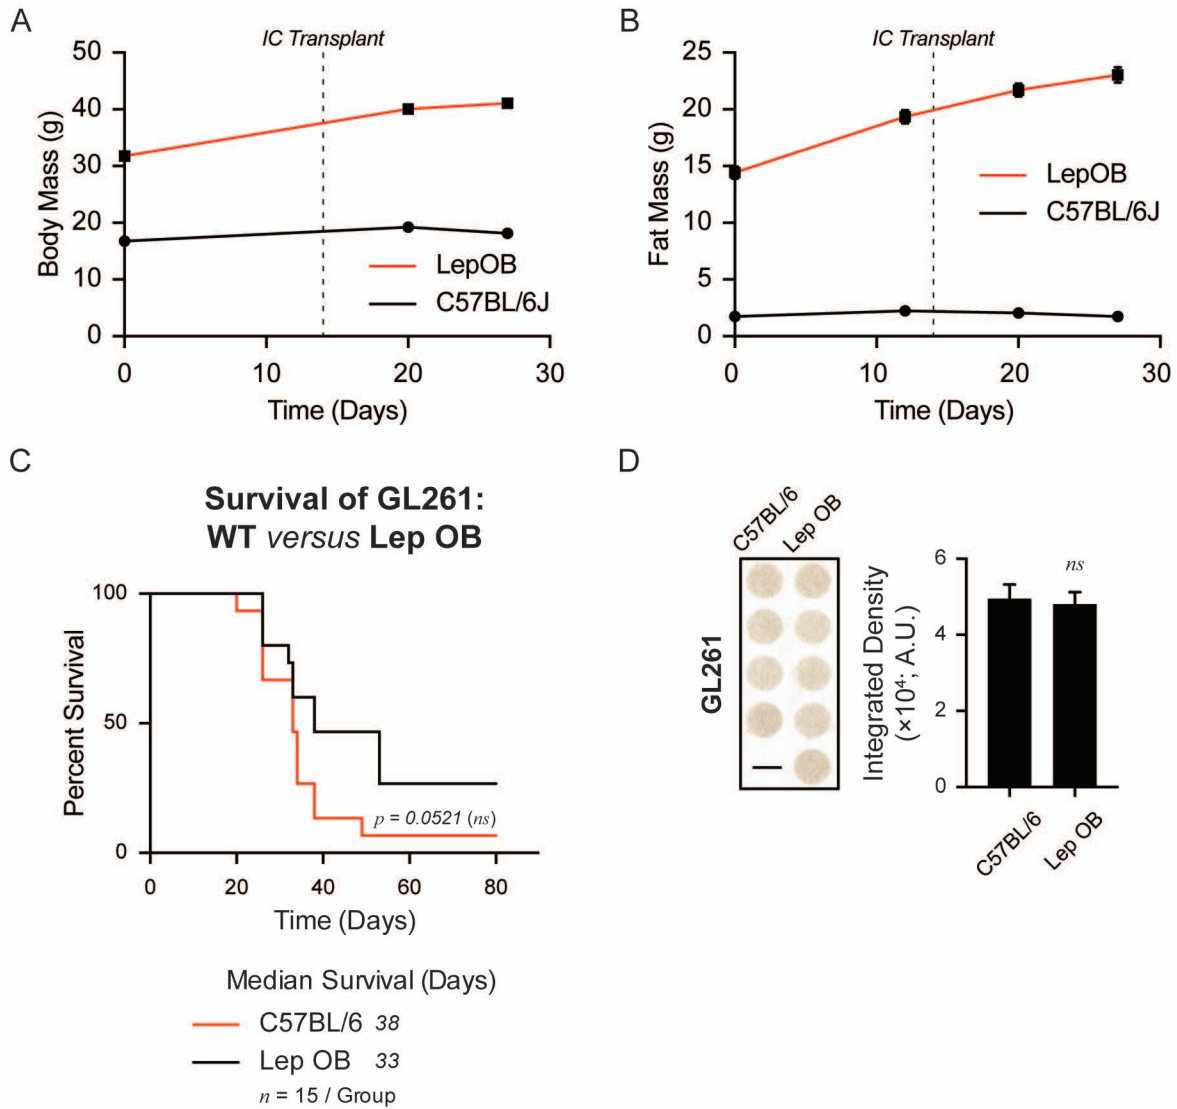 A
IC Transplant
50
40
30
20
10
0
Body Mass (g)
LepOB
C57BL/6J
0 10 20 30
Time (Days)
B
IC Transplant
25
20
15
10
5
0
Fat Mass (g)
LepOB
C57BL/6J
0 10 20 30
Time (Days)
C
Survival of GL261:
WT versus Lep OB
100
50
0
Percent Survival
p = 0.0521 (ns)
0 20 40 60 80
Time (Days)
Median Survival (Days)
C57BL/6 38
Lep OB 33
n = 15 / Group
D
C57BL/6
Lep OB
GL261
Integrated Density
(×10⁴; A.U.)
6
4
2
0
ns
C57BL/6
Lep OB